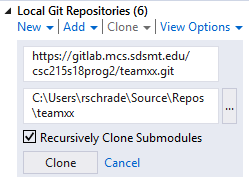 Local Git Repositories (6)
New | Add | Clone | View Options
https://gitlab.mcs.sdsmt.edu/
csc215s18prog2/teamxx.git
C:\Users\rschrade\Source\Repos
\teamxx
...
Recursively Clone Submodules
Clone Cancel